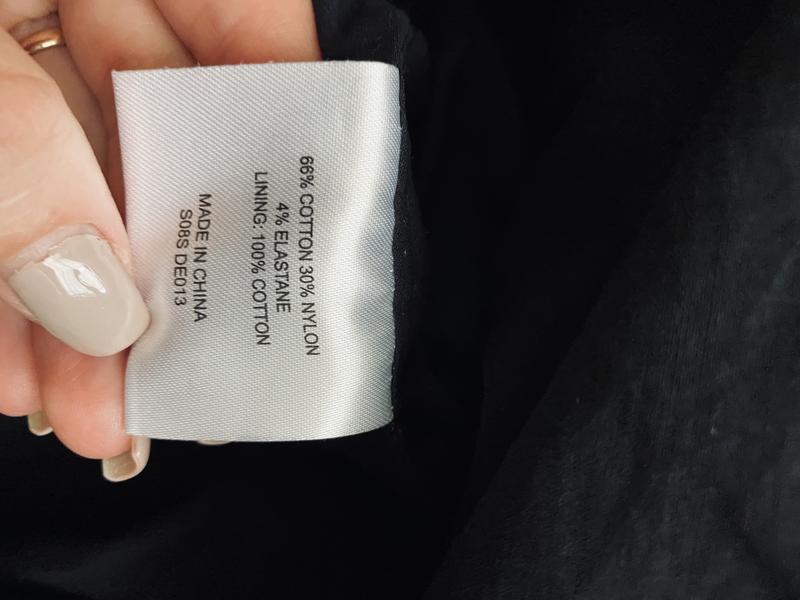 66% COTTON 30% NYLON
4% ELASTANE
LINING: 100% COTTON
MADE IN CHINA
S08S DE013